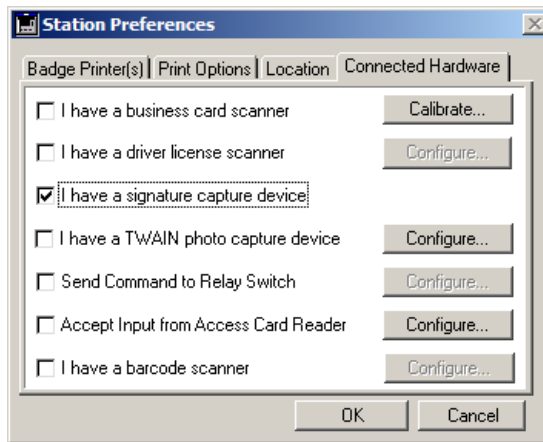 Station Preferences
Badge Printer(s) Print Options Location Connected Hardware
I have a business card scanner Calibrate...
I have a driver license scanner Configure...
I have a signature capture device
I have a TWAIN photo capture device Configure...
Send Command to Relay Switch Configure...
Accept Input from Access Card Reader Configure...
I have a barcode scanner Configure...
OK Cancel